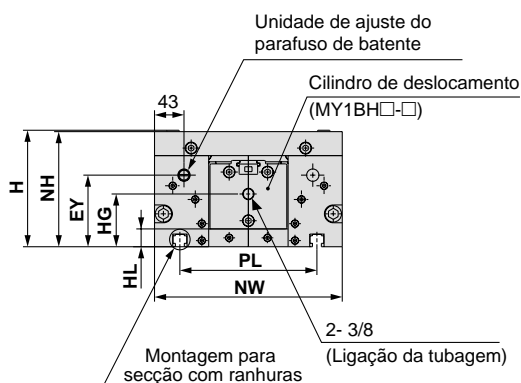 Unidade de ajuste do
parafuso de batente
Cilindro de deslocamento
(MY1BH□-□)
43
H
NH
EY
HG
HL
PL
NW
2- 3/8
(Ligação da tubagem)
Montagem para
secção com ranhuras